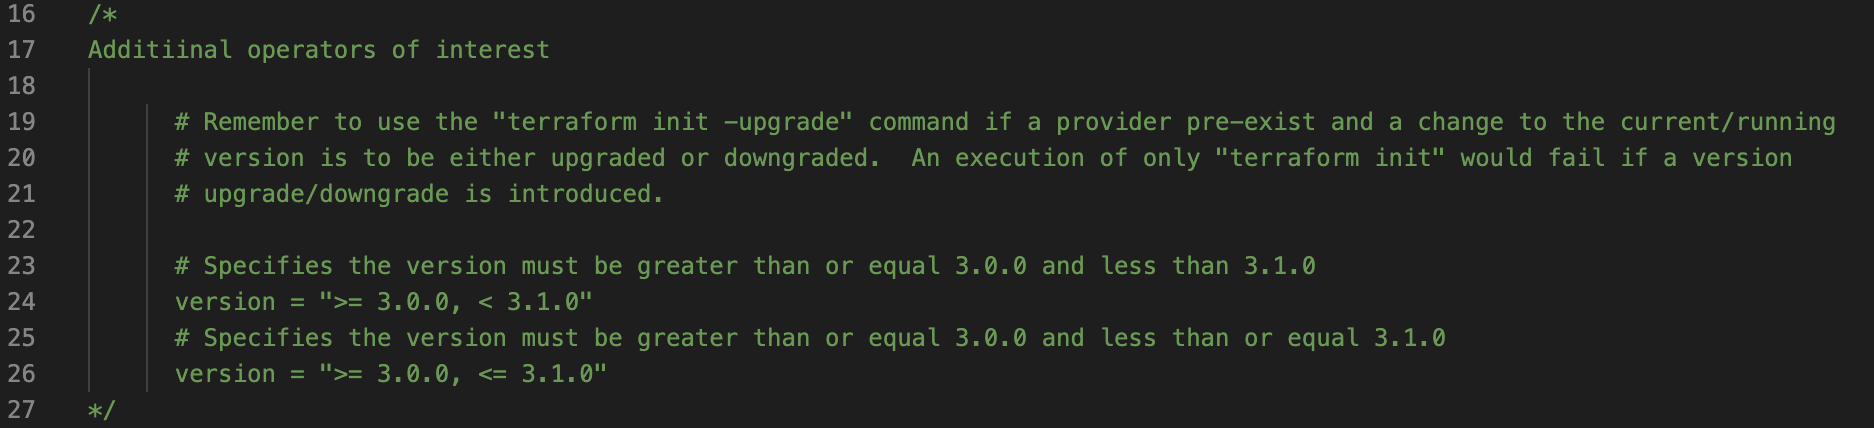 16 /*
17 Additiinal operators of interest
18
19 # Remember to use the "terraform init -upgrade" command if a provider pre-exist and a change to the current/running
20 # version is to be either upgraded or downgraded.  An execution of only "terraform init" would fail if a version
21 # upgrade/downgrade is introduced.
22
23 # Specifies the version must be greater than or equal 3.0.0 and less than 3.1.0
24 version = ">= 3.0.0, < 3.1.0"
25 # Specifies the version must be greater than or equal 3.0.0 and less than or equal 3.1.0
26 version = ">= 3.0.0, <= 3.1.0"
27 */